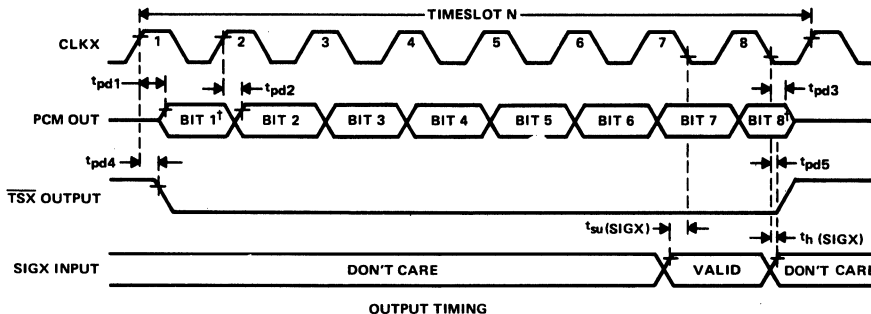 TIMESLOT N
CLKX 1 2 3 4 5 6 7 8
tpd1 tpd2 tpd3
PCM OUT BIT 1† BIT 2 BIT 3 BIT 4 BIT 5 BIT 6 BIT 7 BIT 8†
tpd4 tpd5
TSX OUTPUT
tsu (SIGX) th (SIGX)
SIGX INPUT DON'T CARE VALID DON'T CARE
OUTPUT TIMING